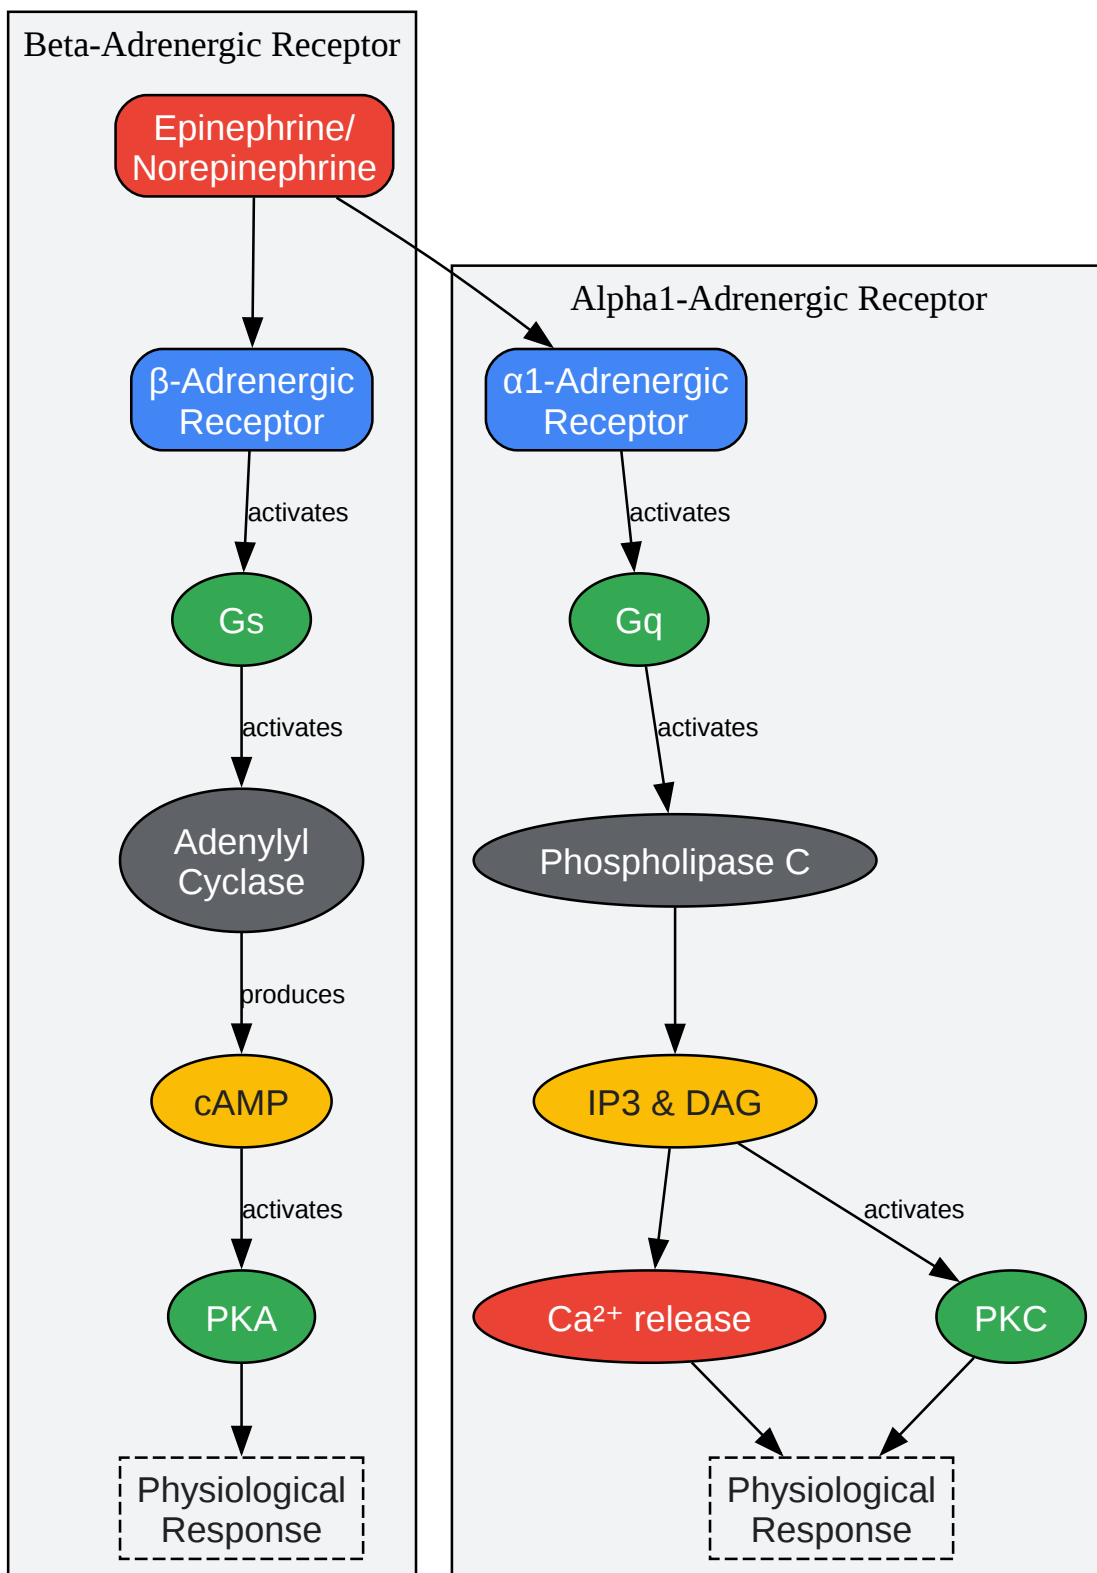 Beta-Adrenergic Receptor
Epinephrine/
Norepinephrine
β-Adrenergic
Receptor
activates
Gs
activates
Adenylyl
Cyclase
produces
cAMP
activates
PKA
Physiological
Response
Alpha1-Adrenergic Receptor
α1-Adrenergic
Receptor
activates
Gq
activates
Phospholipase C
IP3 & DAG
activates
Ca²⁺ release
PKC
Physiological
Response